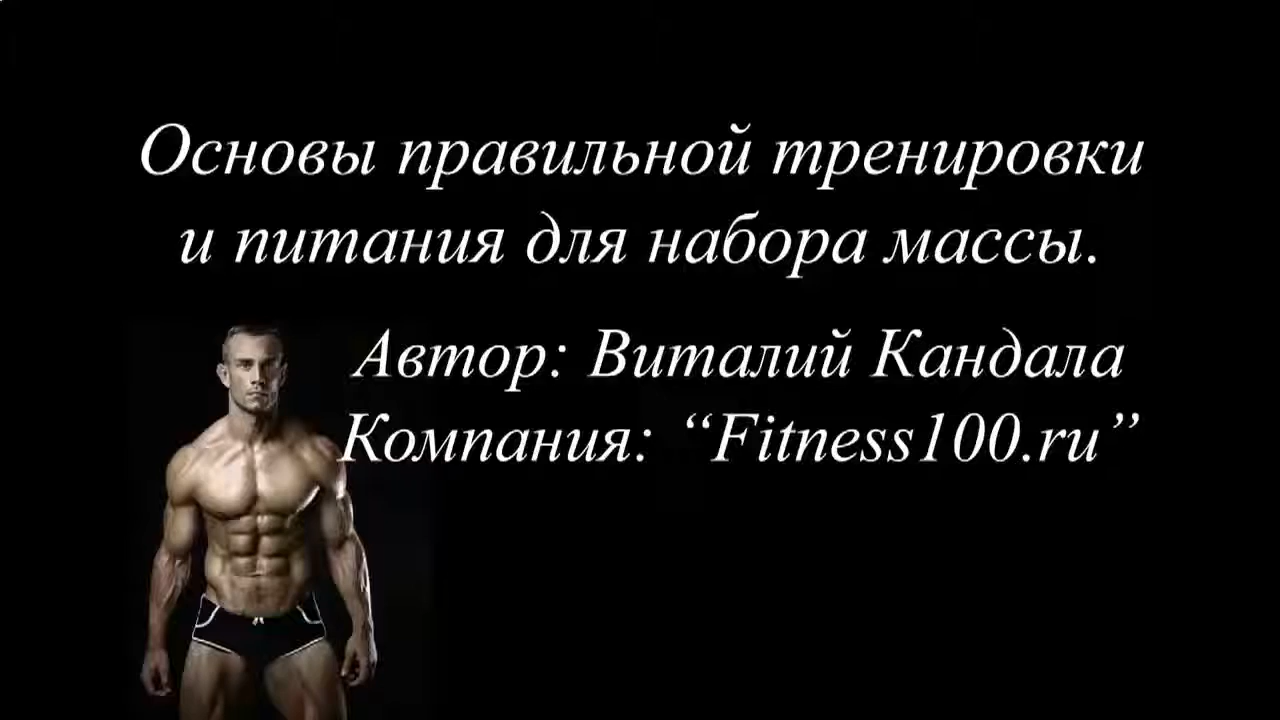 Основы правильной тренировки
и питания для набора массы.
Автор: Виталий Кандала
Компания: “Fitness100.ru”